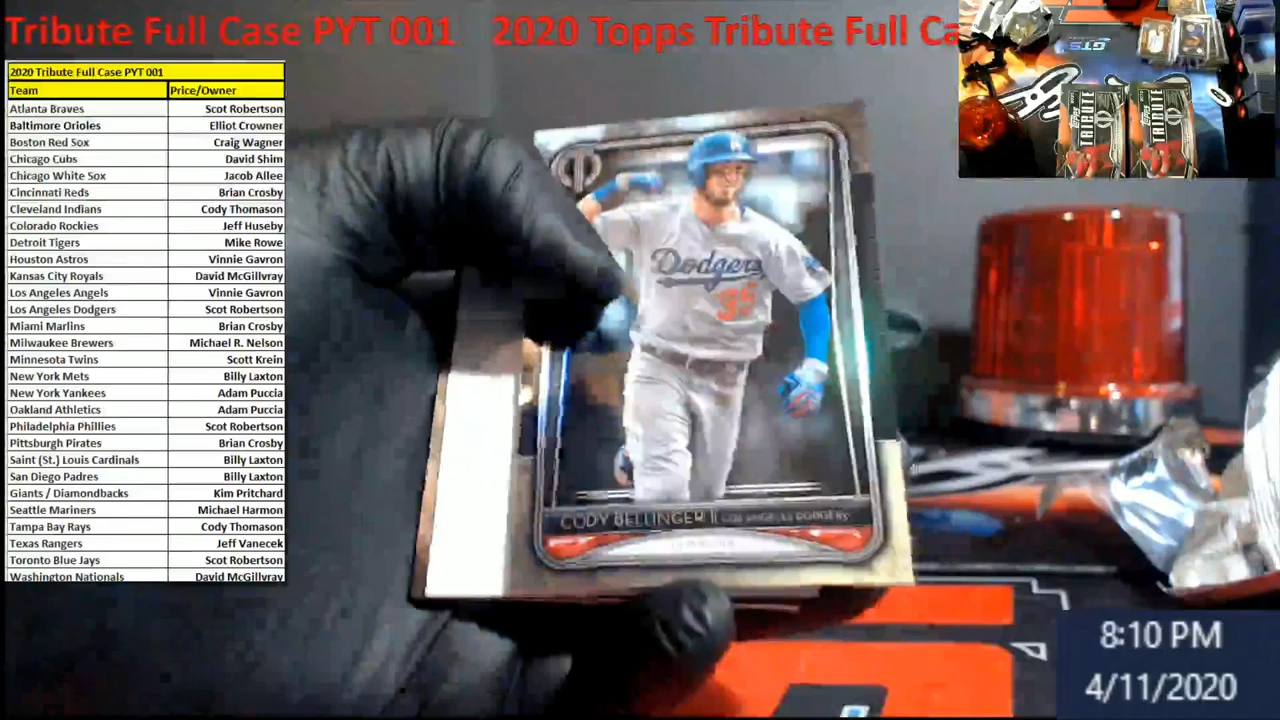 Tribute Full Case PYT 001 2020 Topps Tribute Full Ca
2020 Tribute Full Case PYT 001
Team Price/Owner
Atlanta Braves Scot Robertson
Baltimore Orioles Elliot Crowner
Boston Red Sox Craig Wagner
Chicago Cubs David Shim
Chicago White Sox Jacob Allee
Cincinnati Reds Brian Crosby
Cleveland Indians Cody Thomason
Colorado Rockies Jeff Huseby
Detroit Tigers Mike Rowe
Houston Astros Vinnie Gavron
Kansas City Royals David McGillvray
Los Angeles Angels Vinnie Gavron
Los Angeles Dodgers Scot Robertson
Miami Marlins Brian Crosby
Milwaukee Brewers Michael R. Nelson
Minnesota Twins Scott Krein
New York Mets Billy Laxton
New York Yankees Adam Puccia
Oakland Athletics Adam Puccia
Philadelphia Phillies Scot Robertson
Pittsburgh Pirates Brian Crosby
Saint (St.) Louis Cardinals Billy Laxton
San Diego Padres Billy Laxton
Giants / Diamondbacks Kim Pritchard
Seattle Mariners Michael Harmon
Tampa Bay Rays Cody Thomason
Texas Rangers Jeff Vanecek
Toronto Blue Jays Scot Robertson
Washington Nationals David McGillvray
GTS
TRIBUTE
TRIBUTE
Dodgers
35
CODY BELLINGER LOS ANGELES DODGERS
8:10 PM
4/11/2020